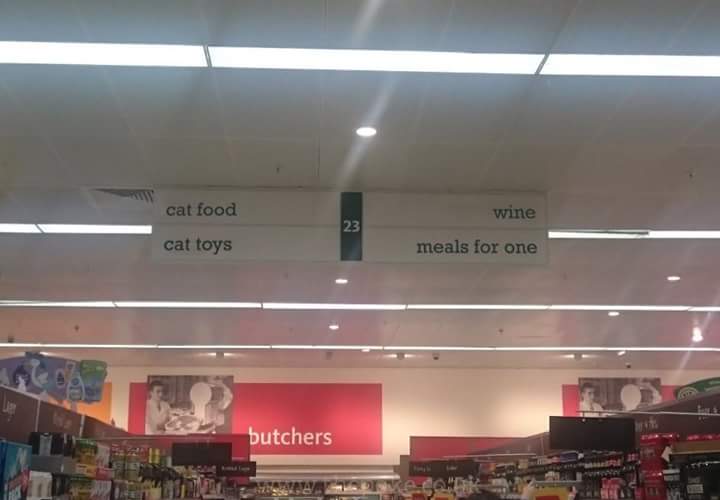 cat food
23
wine
cat toys
meals for one
butchers